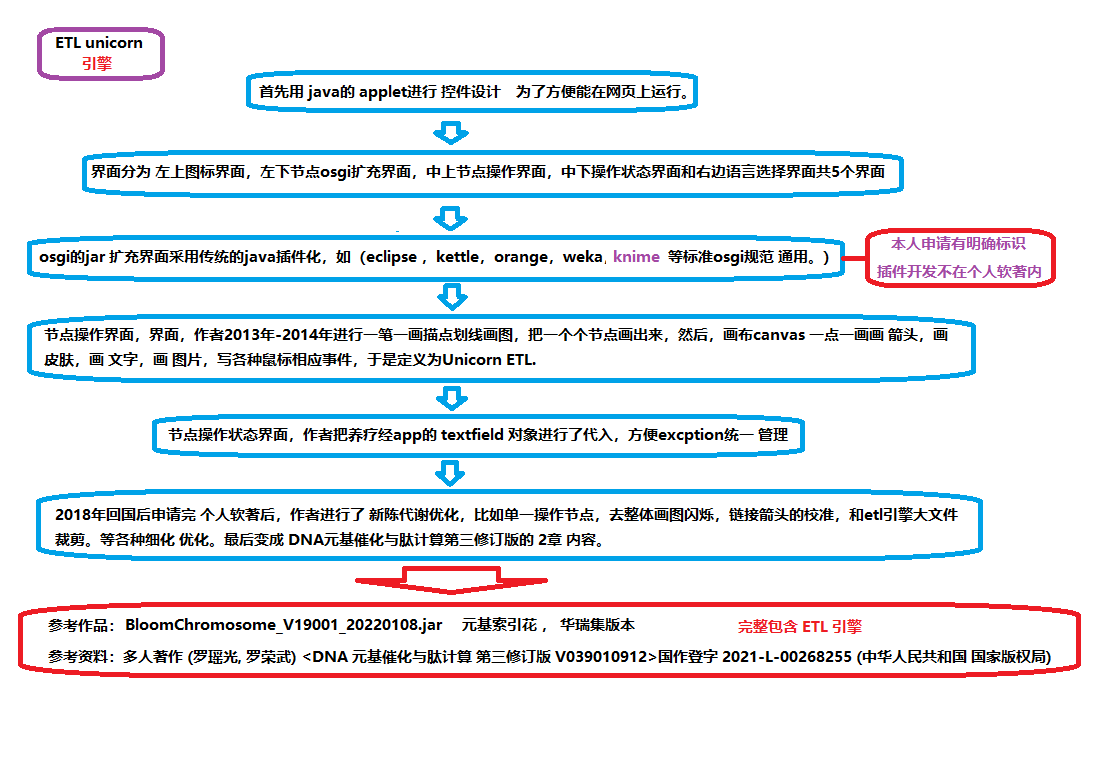 ETL unicorn
引擎
首先用 java的 applet进行 控件设计 为了方便能在网页上运行。
界面分为 左上图标界面，左下节点osgi扩充界面，中上节点操作界面，中下操作状态界面和右边语言选择界面共5个界面
osgi的jar 扩充界面采用传统的java插件化，如（eclipse ，kettle，orange，weka, knime 等标准osgi规范 通用。）
本人申请有明确标识
插件开发不在个人软著内
节点操作界面，界面，作者2013年-2014年进行一笔一画描点划线画图，把一个个节点画出来，然后，画布canvas 一点一画画 箭头，画
皮肤，画 文字，画 图片，写各种鼠标相应事件，于是定义为Unicorn ETL.
节点操作状态界面，作者把养疗经app的 textfield 对象进行了代入，方便excption统一 管理
2018年回国后申请完 个人软著后，作者进行了 新陈代谢优化，比如单一操作节点，去整体画图闪烁，链接箭头的校准，和etl引擎大文件
裁剪。等各种细化 优化。最后变成 DNA元基催化与肽计算第三修订版的 2章 内容。
参考作品：BloomChromosome_V19001_20220108.jar 元基索引花 ，华瑞集版本 完整包含 ETL 引擎
参考资料：多人著作 (罗瑶光, 罗荣武) <DNA 元基催化与肽计算 第三修订版 V039010912>国作登字 2021-L-00268255 (中华人民共和国 国家版权局)